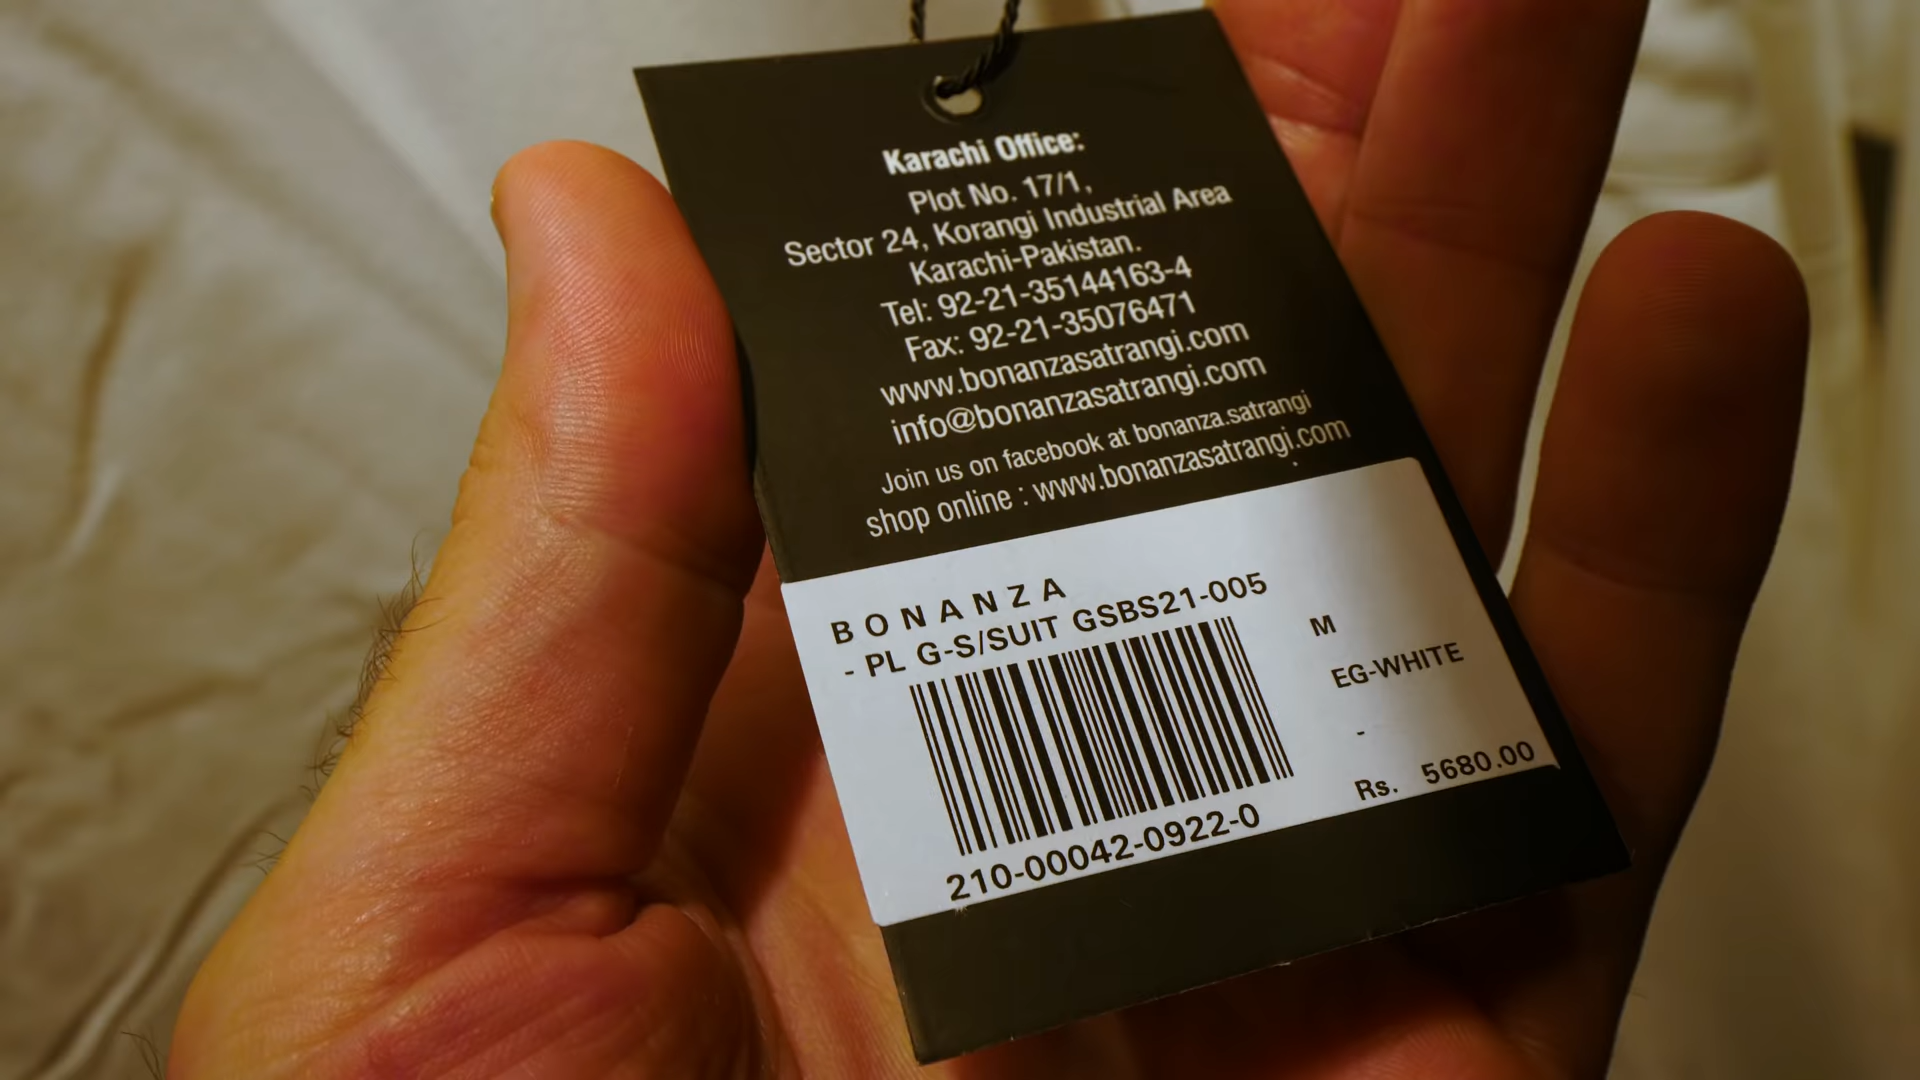 Karachi Office:
Plot No. 17/1,
Sector 24, Korangi Industrial Area
Karachi-Pakistan.
Tel: 92-21-35144163-4
Fax: 92-21-35076471
www.bonanzasatrangi.com
info@bonanzasatrangi.com
Join us on facebook at bonanza.satrangi
shop online : www.bonanzasatrangi.com
BONANZA
- PL G-S/SUIT GSBS21-005
M
EG-WHITE
-
Rs. 5680.00
210-00042-0922-0